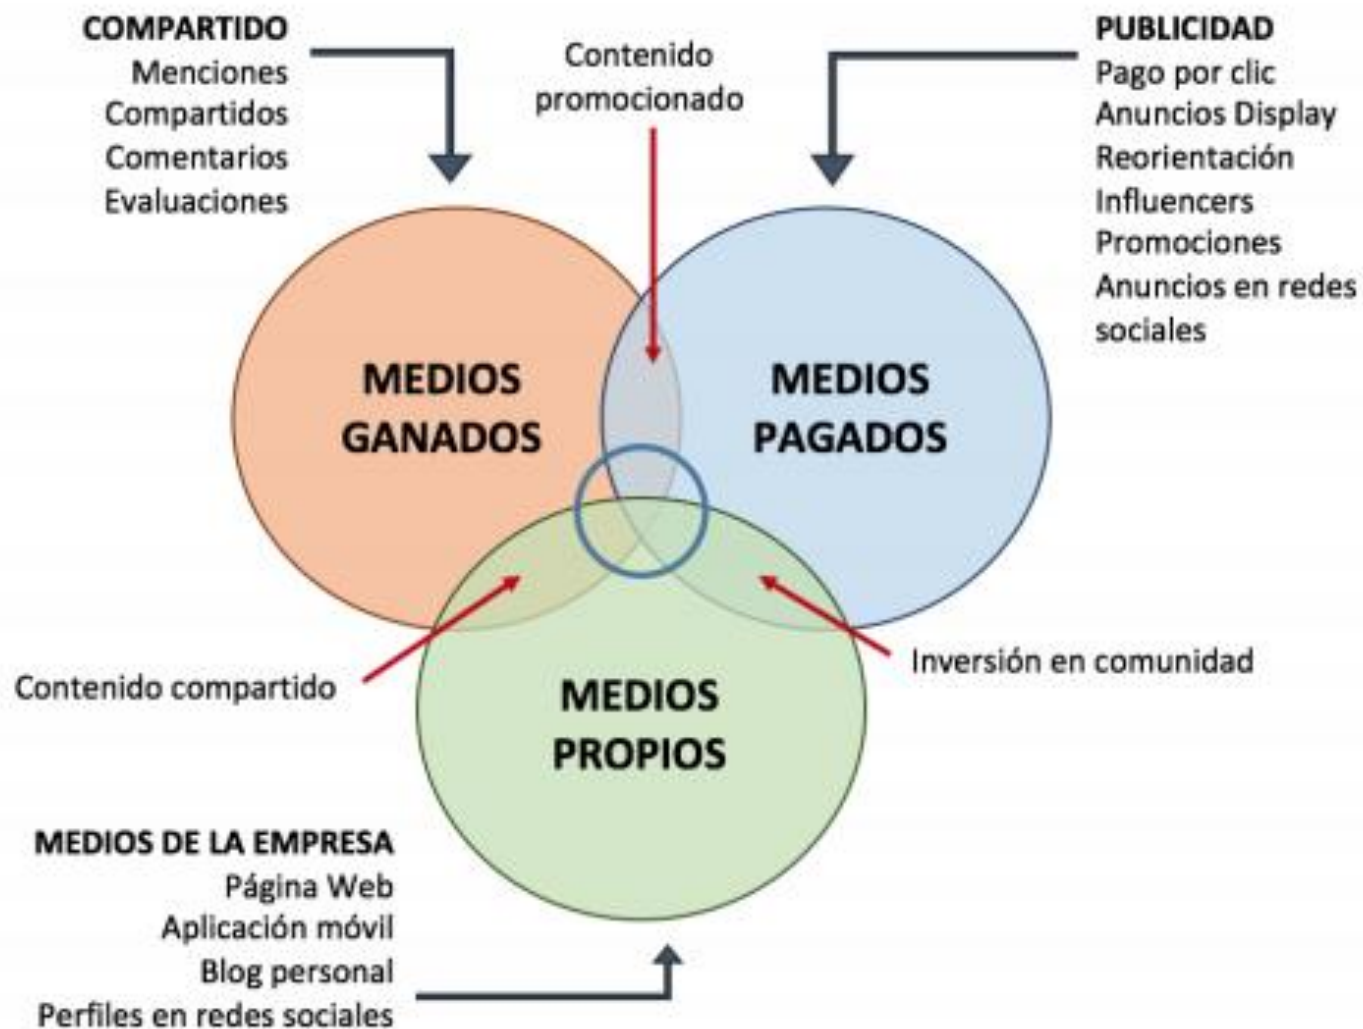 COMPARTIDO
Menciones
Compartidos
Comentarios
Evaluaciones
Contenido
promocionado
PUBLICIDAD
Pago por clic
Anuncios Display
Reorientación
Influencers
Promociones
Anuncios en redes
sociales
MEDIOS
GANADOS
MEDIOS
PAGADOS
Contenido compartido
Inversión en comunidad
MEDIOS
PROPIOS
MEDIOS DE LA EMPRESA
Página Web
Aplicación móvil
Blog personal
Perfiles en redes sociales